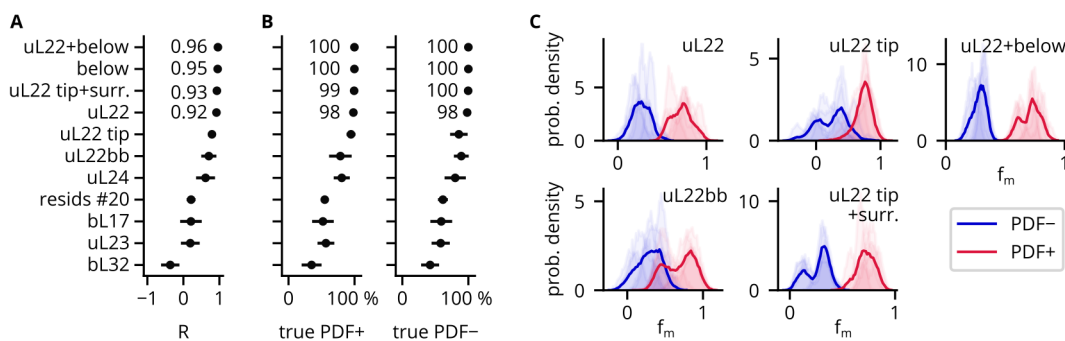 A
B
C
uL22+below 0.96 100 100
below 0.95 100 100
uL22 tip+surr. 0.93 99 100
uL22 0.92 98 98
uL22 tip
uL22bb
uL24
resids #20
bL17
uL23
bL32
−1 0 1
R
0 100 %
true PDF+
0 100 %
true PDF−
prob. density
uL22
5
0
0 1
uL22 tip
5
0
0 1
uL22+below
10
0
0 1
fm
prob. density
uL22bb
5
0
0 1
fm
uL22 tip
+surr.
10
0
0 1
fm
PDF−
PDF+